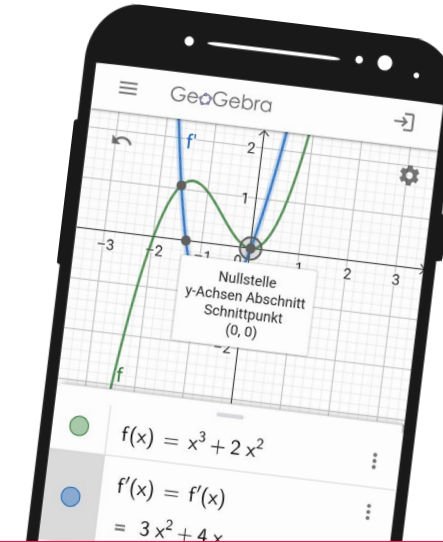 GeoGebra
f'
2
1
-3
-2
-1
0
1
2
3
Nullstelle
y-Achsen Abschnitt
Schnittpunkt
(0, 0)
-2
f
f(x) = x³ + 2 x²
f'(x) = f'(x)
= 3 x² + 4 x